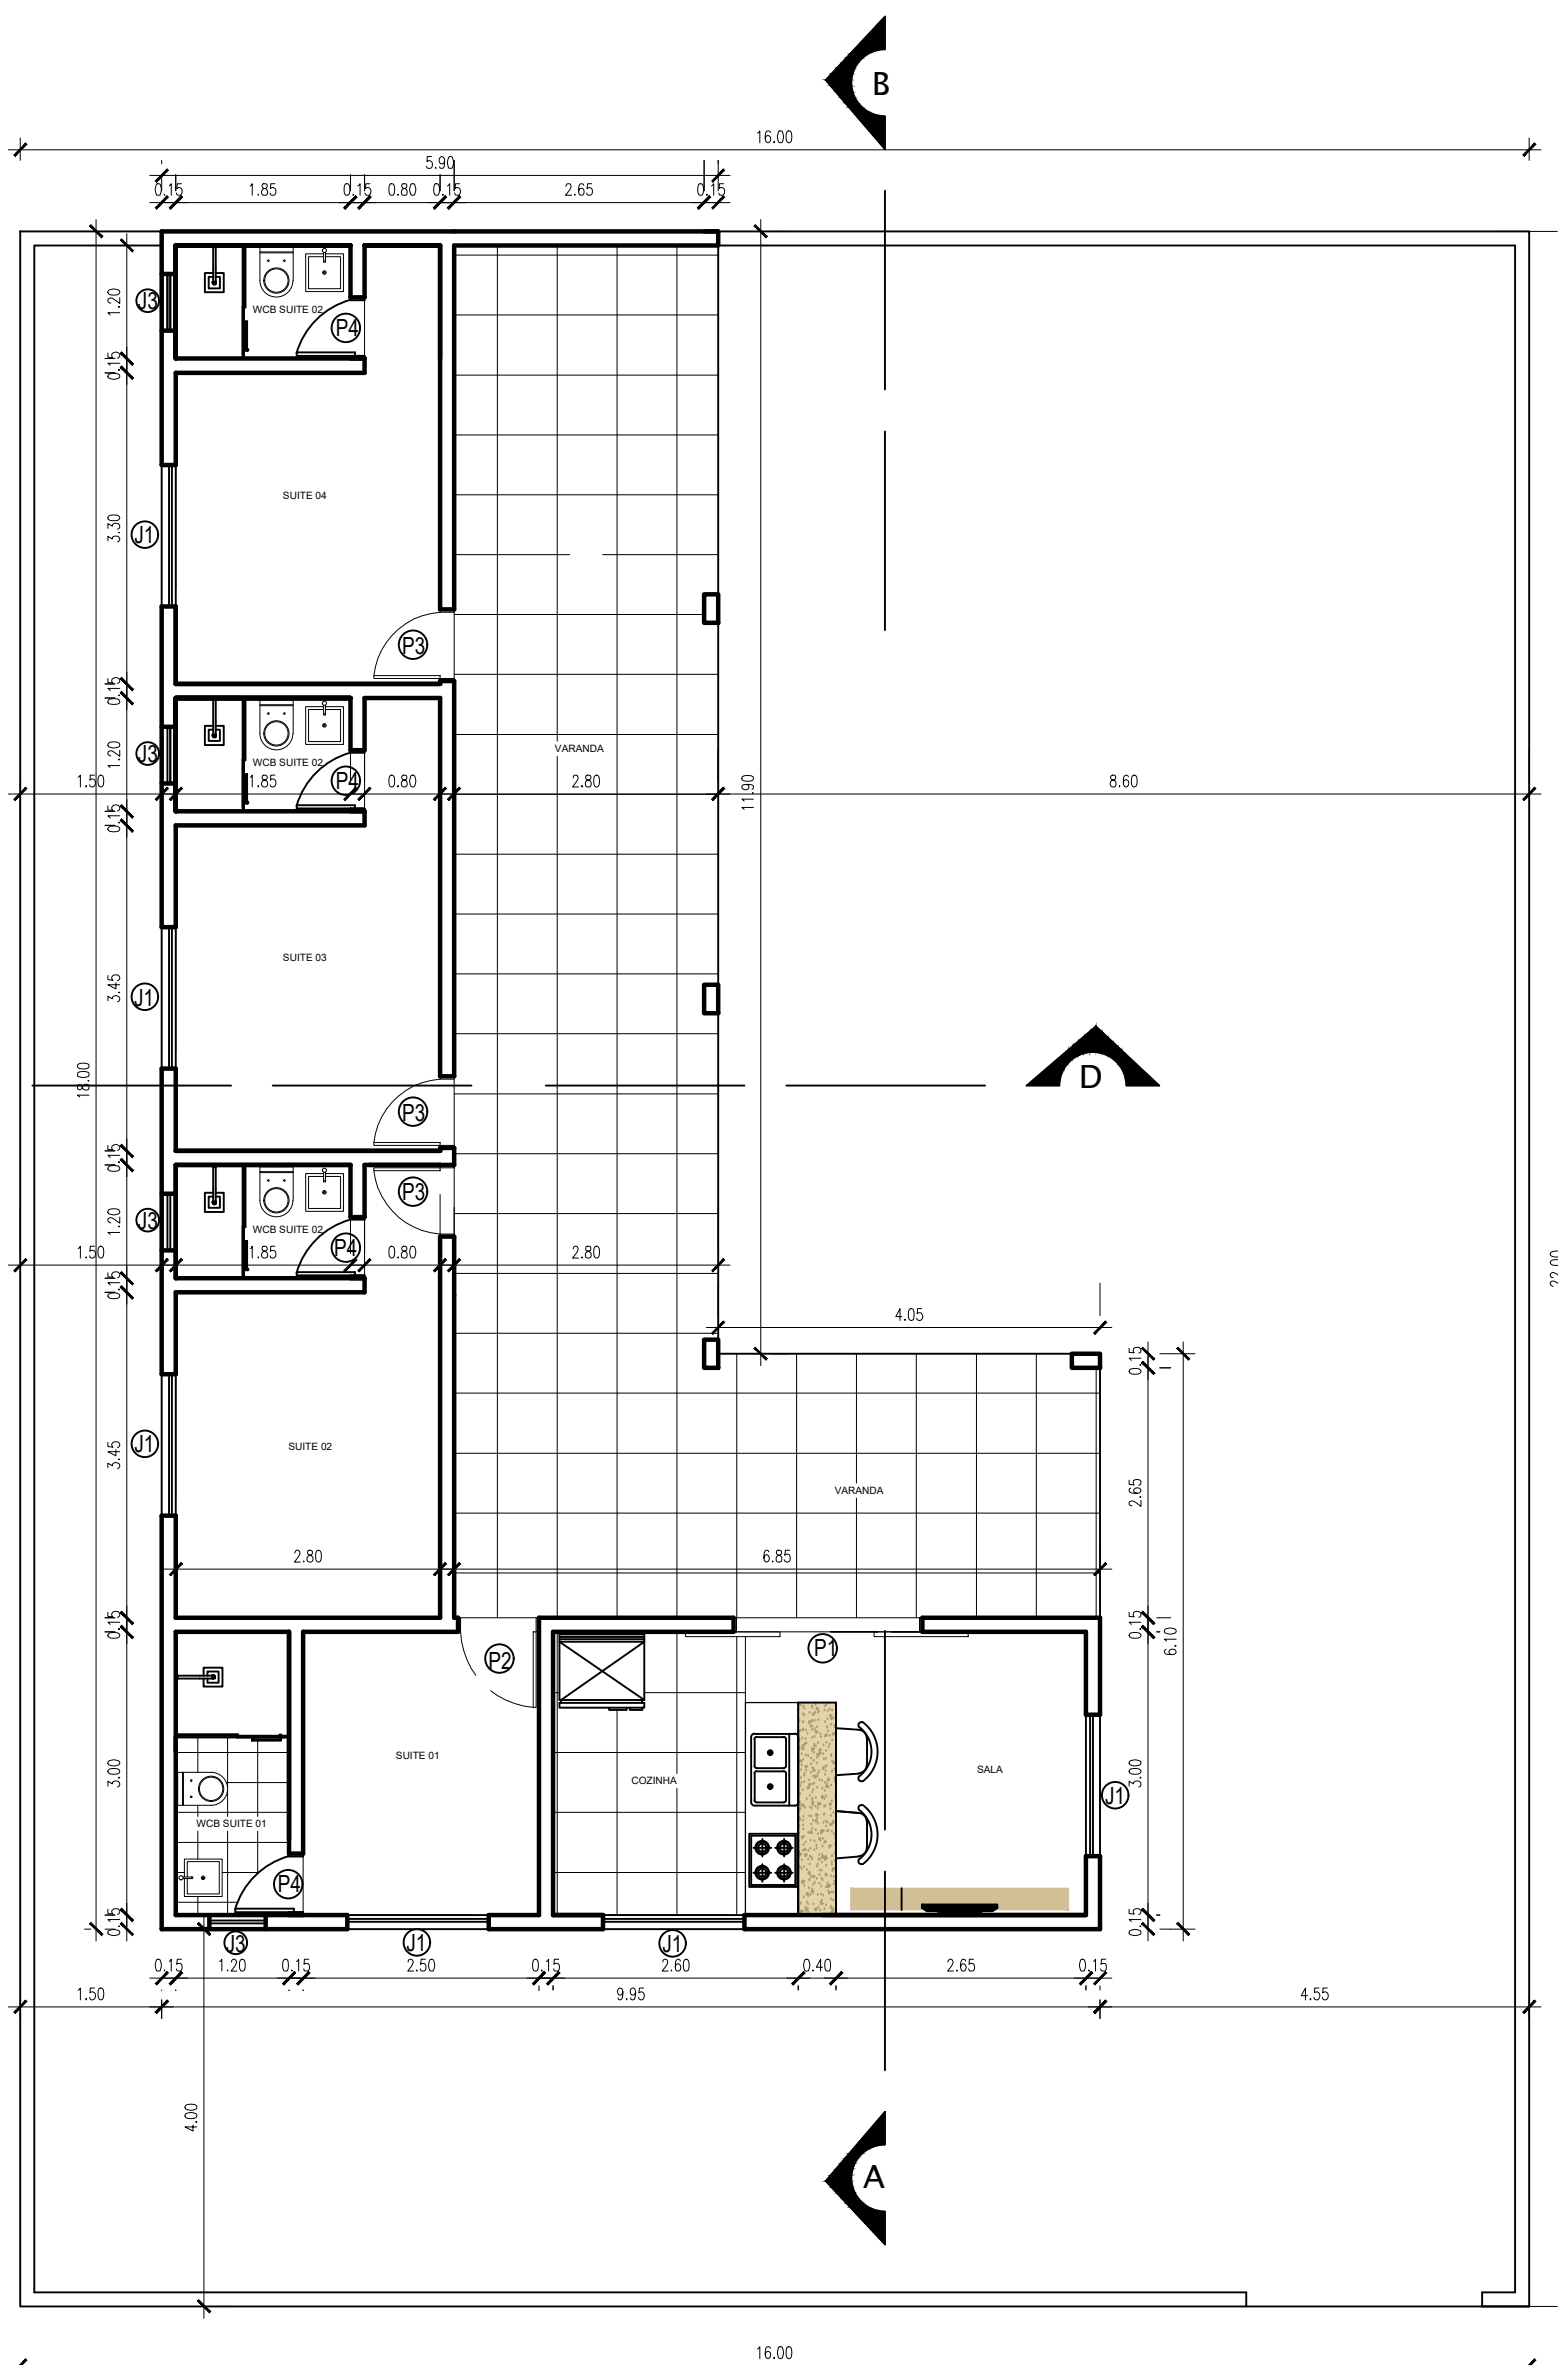 B
16.00
5.90
0.15 1.85 0.15 0.80 0.15 2.65 0.15
1.20
J3
WCB SUITE 02
P4
0.15
SUITE 04
3.30
J1
P3
0.15
1.20
J3
WCB SUITE 02
P4
VARANDA
1.50 1.85 0.80 2.80 11.90 8.60
0.15
SUITE 03
3.45
J1
18.00
D
P3
0.15
P3
1.20
J3
WCB SUITE 02
P4
1.50 1.85 0.80 2.80
22.00
0.15
4.05
0.15
3.45
J1
SUITE 02
VARANDA
2.65
2.80 6.85
0.15
0.15
6.10
P2
P1
SUITE 01
COZINHA
SALA
3.00
3.00
J1
WCB SUITE 01
P4
0.15
0.15
J3
J1
J1
0.15 1.20 0.15 2.50 0.15 2.60 0.40 2.65 0.15
1.50 9.95 4.55
4.00
A
16.00